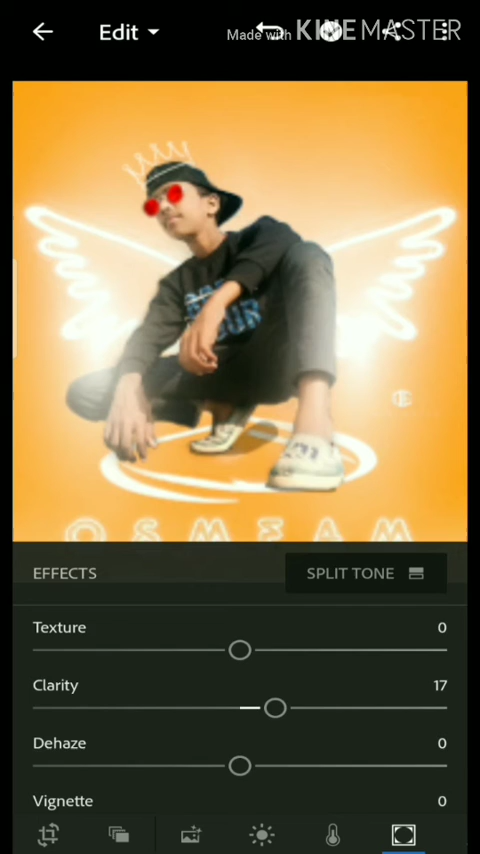 Edit
Made with KINEMASTER
EFFECTS
SPLIT TONE
Texture 0
Clarity 17
Dehaze 0
Vignette 0